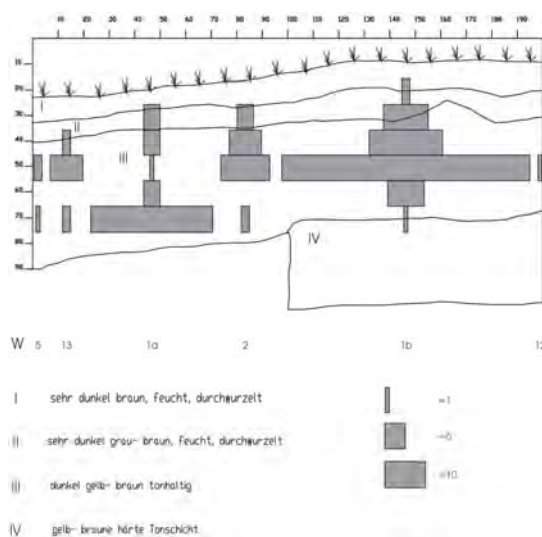 10 20 30 40 50 60 70 80 90 100 110 120 130 140 150 160 170 180 190
10
20
30
40
50
60
70
80
90
I
II
III
IV
W 5 13 1a 2 1b 12
I sehr dunkel braun, feucht, durchwurzelt
=1
II sehr dunkel grau- braun, feucht, durchwurzelt
III dunkel gelb- braun tonhaltig
=10
IV gelb- braune härte Tonschicht